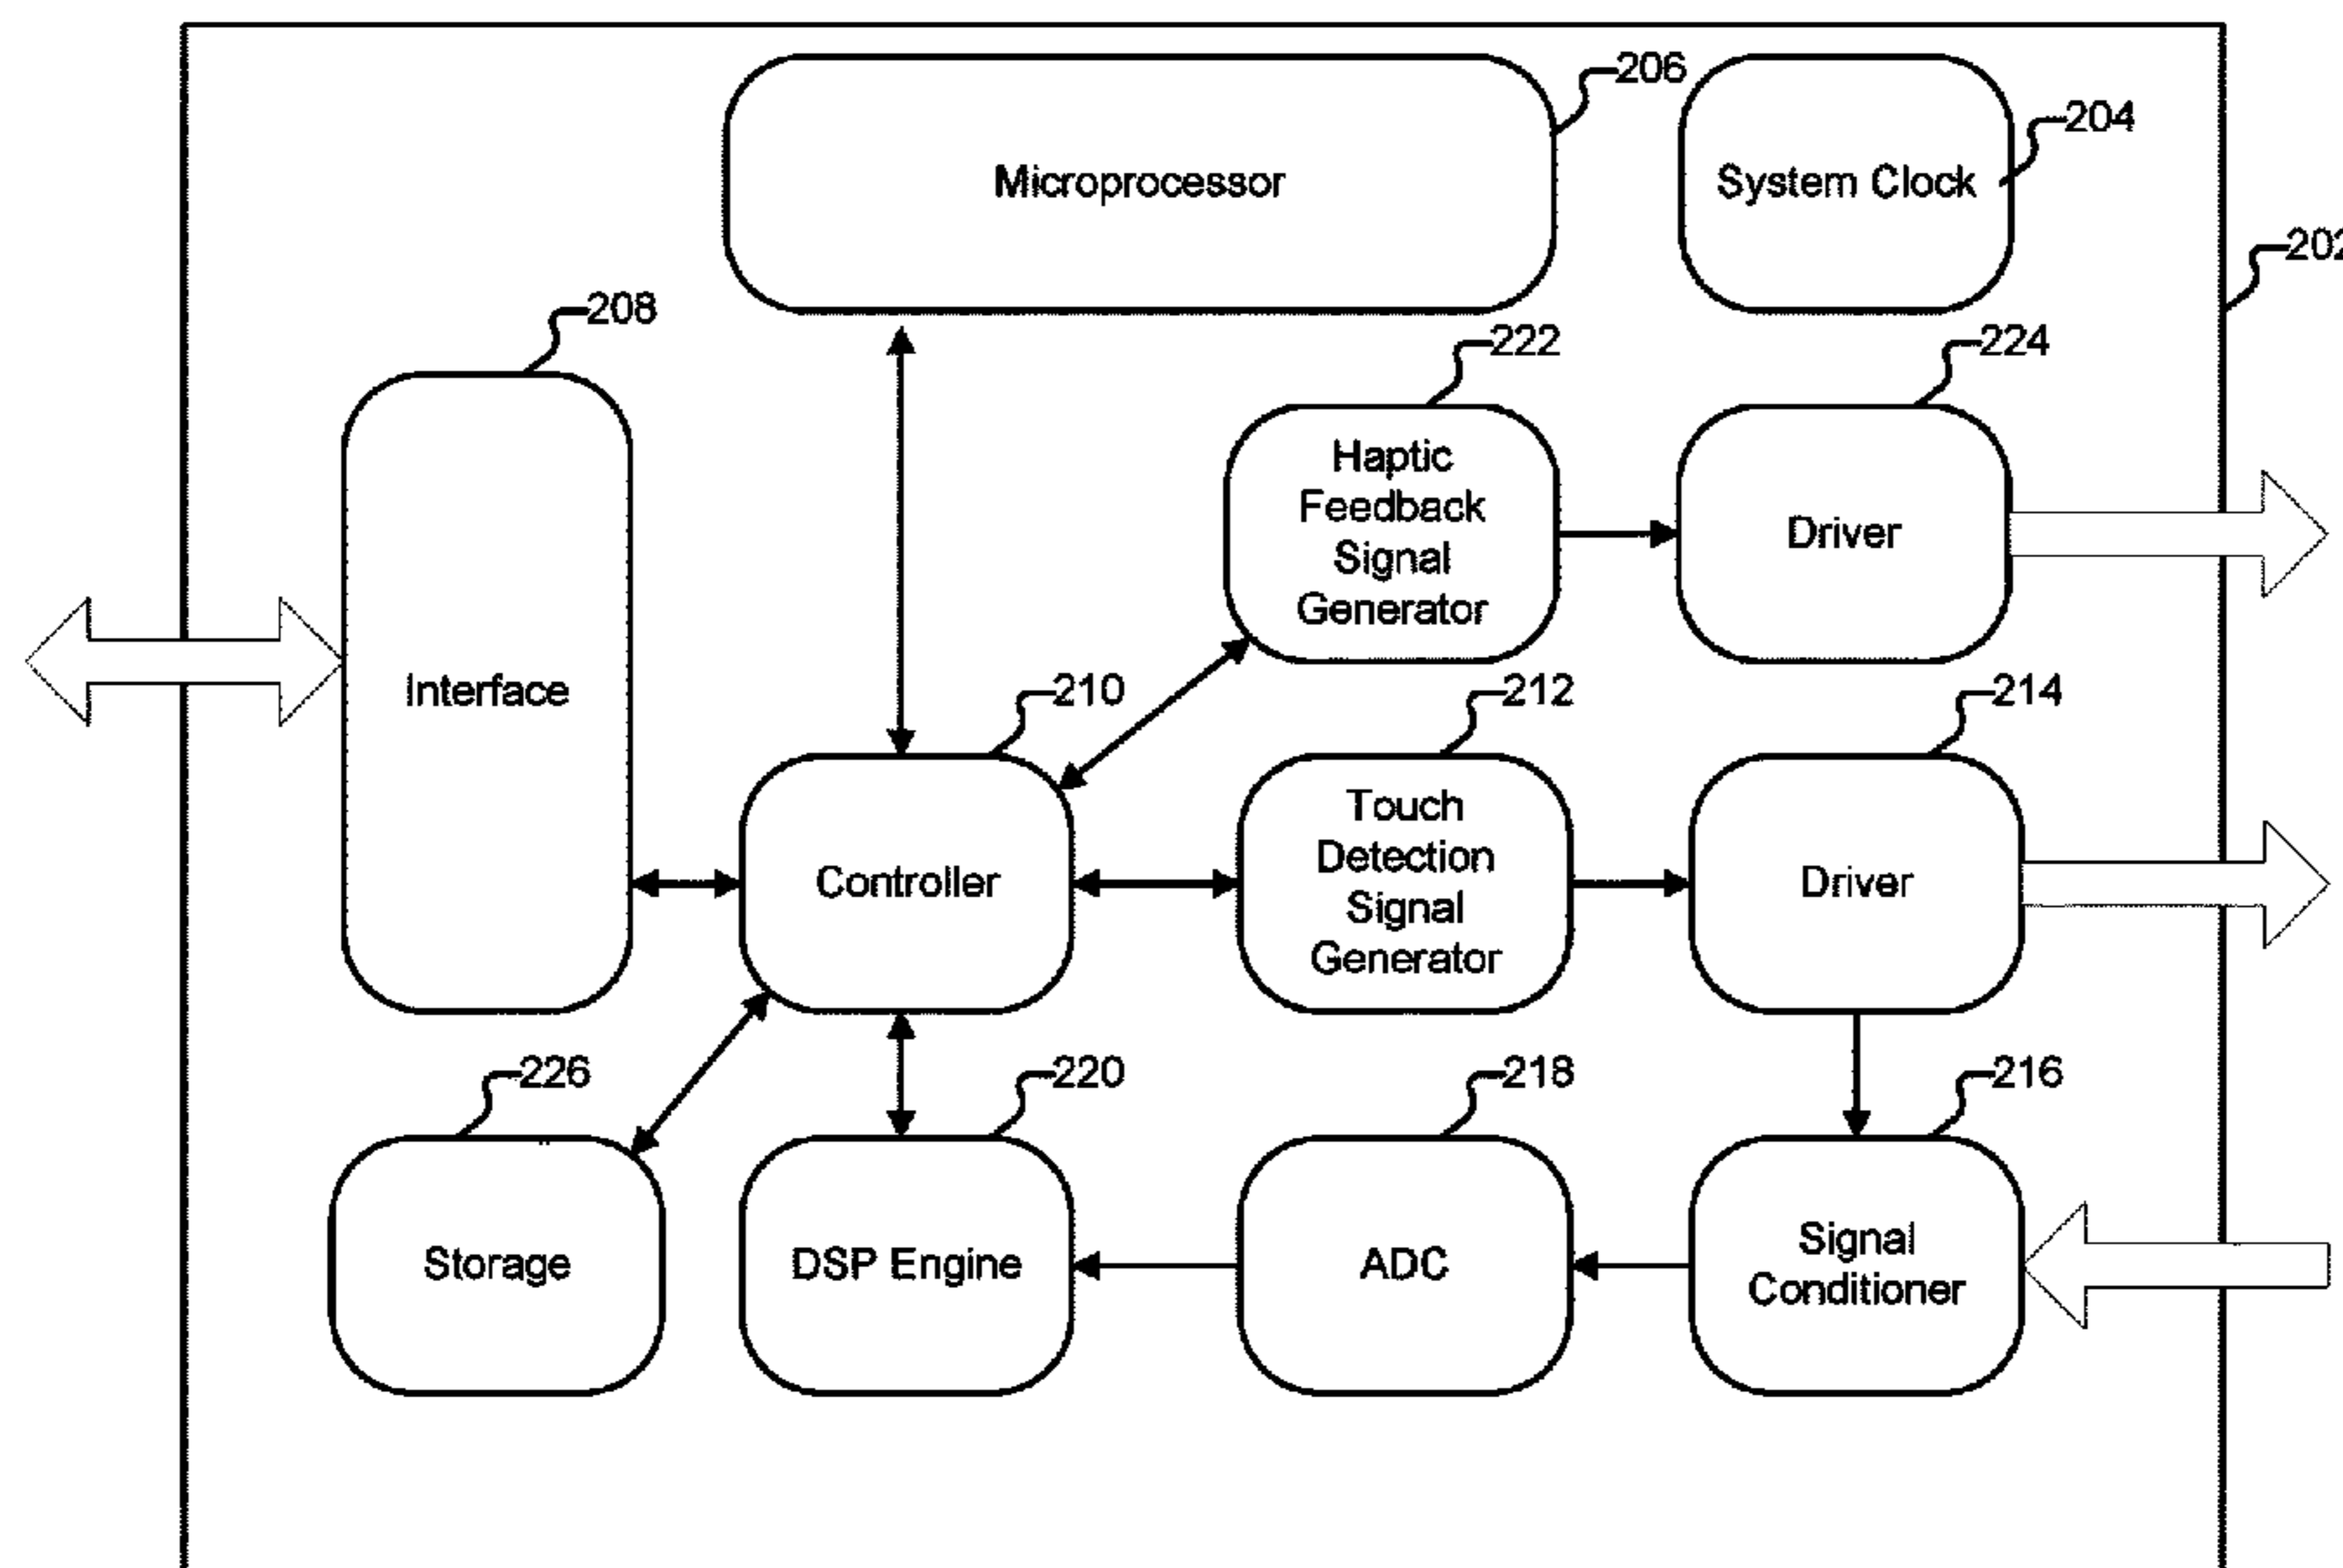 206
204
Microprocessor
System Clock
202
208
222
224
Haptic
Feedback
Signal
Generator
Driver
Interface
210
212
214
Touch
Detection
Signal
Generator
Controller
Driver
226
220
218
216
Storage
DSP Engine
ADC
Signal
Conditioner